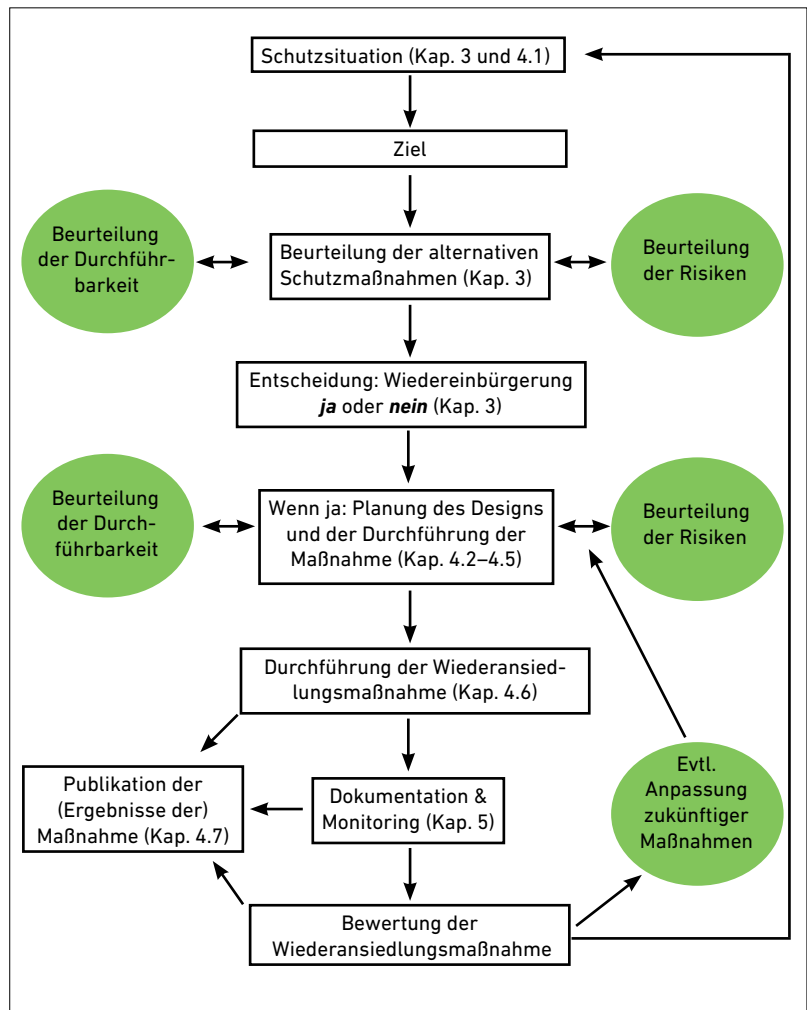 Schutzsituation (Kap. 3 und 4.1)
Ziel
Beurteilung
der Durchführ-
barkeit
Beurteilung der alternativen
Schutzmaßnahmen (Kap. 3)
Beurteilung
der Risiken
Entscheidung: Wiedereinbürgerung
ja oder nein (Kap. 3)
Beurteilung
der Durch-
führbarkeit
Wenn ja: Planung des Designs
und der Durchführung der
Maßnahme (Kap. 4.2–4.5)
Beurteilung
der Risiken
Durchführung der Wiederansied-
lungsmaßnahme (Kap. 4.6)
Publikation der
(Ergebnisse der)
Maßnahme (Kap. 4.7)
Dokumentation &
Monitoring (Kap. 5)
Evtl.
Anpassung
zukünftiger
Maßnahmen
Bewertung der
Wiederansiedlungsmaßnahme